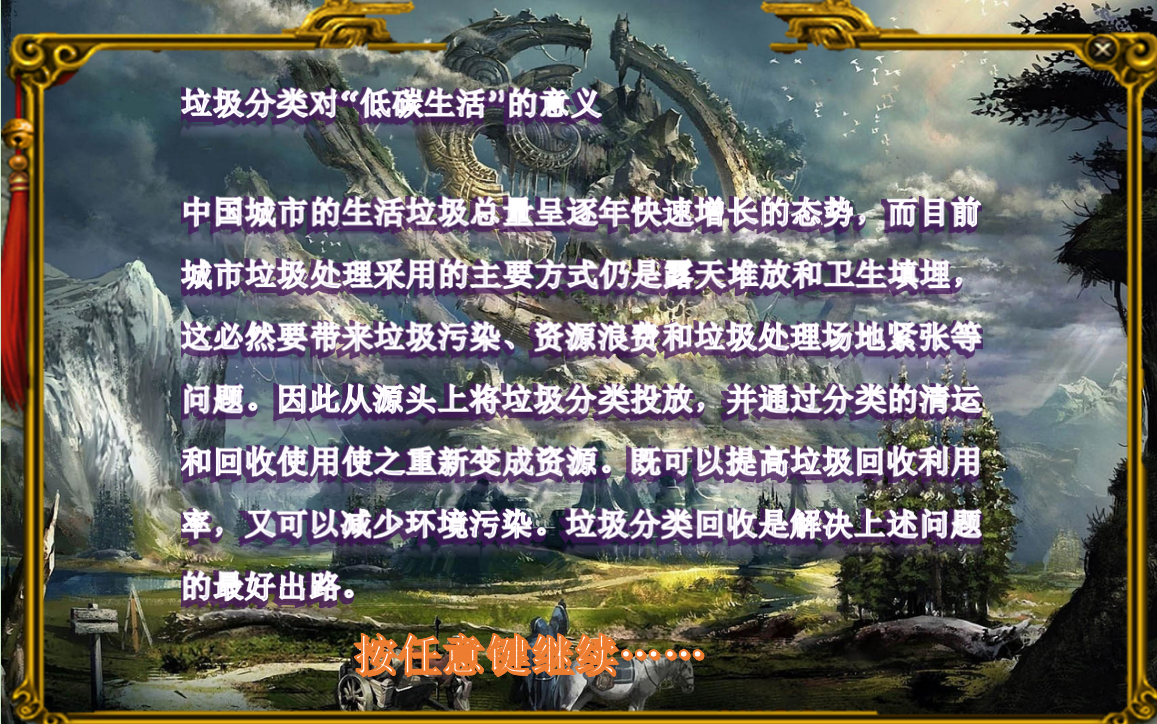 垃圾分类对“低碳生活”的意义
中国城市的生活垃圾总量呈逐年快速增长的态势，而目前
城市垃圾处理采用的主要方式仍是露天堆放和卫生填埋，
这必然要带来垃圾污染、资源浪费和垃圾处理场地紧张等
问题。因此从源头上将垃圾分类投放，并通过分类的清运
和回收使用使之重新变成资源。既可以提高垃圾回收利用
率，又可以减少环境污染。垃圾分类回收是解决上述问题
的最好出路。
按任意键继续……